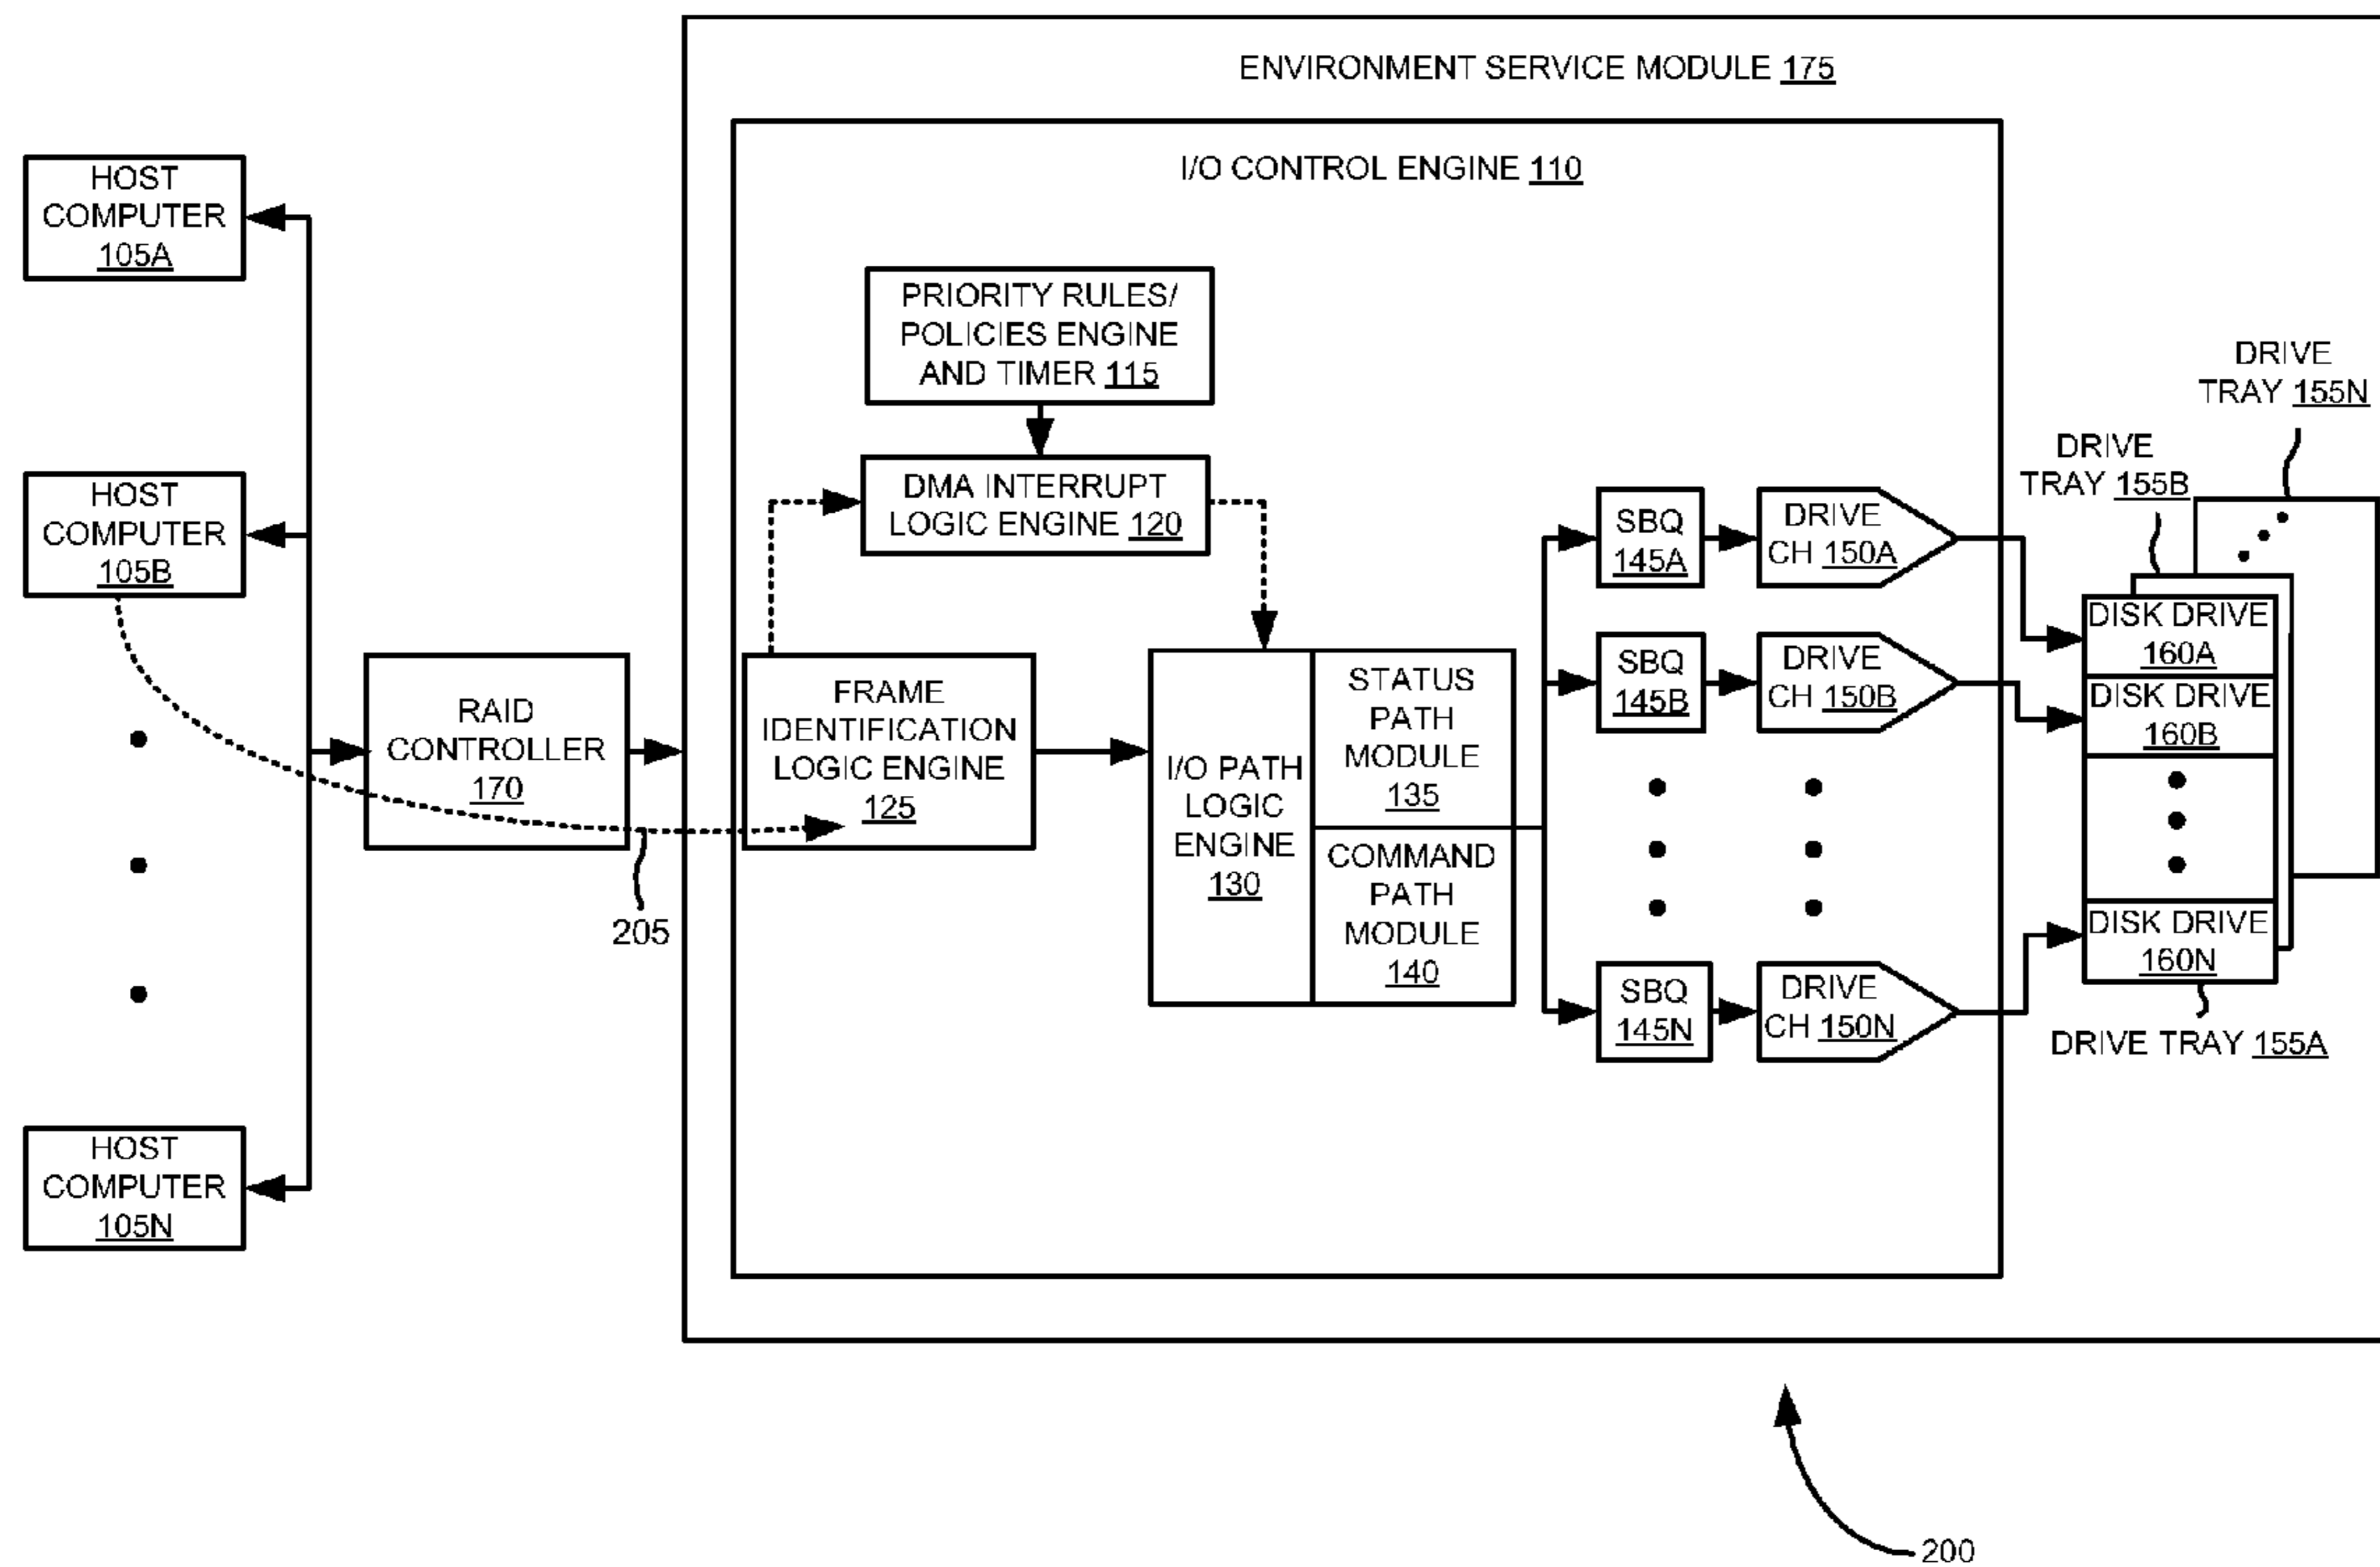 ENVIRONMENT SERVICE MODULE 175
I/O CONTROL ENGINE 110
HOST
COMPUTER
105A
HOST
COMPUTER
105B
HOST
COMPUTER
105N
RAID
CONTROLLER
170
205
PRIORITY RULES/
POLICIES ENGINE
AND TIMER 115
DMA INTERRUPT
LOGIC ENGINE 120
FRAME
IDENTIFICATION
LOGIC ENGINE
125
I/O PATH
LOGIC
ENGINE
130
STATUS
PATH
MODULE
135
COMMAND
PATH
MODULE
140
SBQ
145A
DRIVE
CH 150A
SBQ
145B
DRIVE
CH 150B
SBQ
145N
DRIVE
CH 150N
DRIVE
TRAY 155N
DRIVE
TRAY 155B
DISK DRIVE
160A
DISK DRIVE
160B
DISK DRIVE
160N
DRIVE TRAY 155A
200